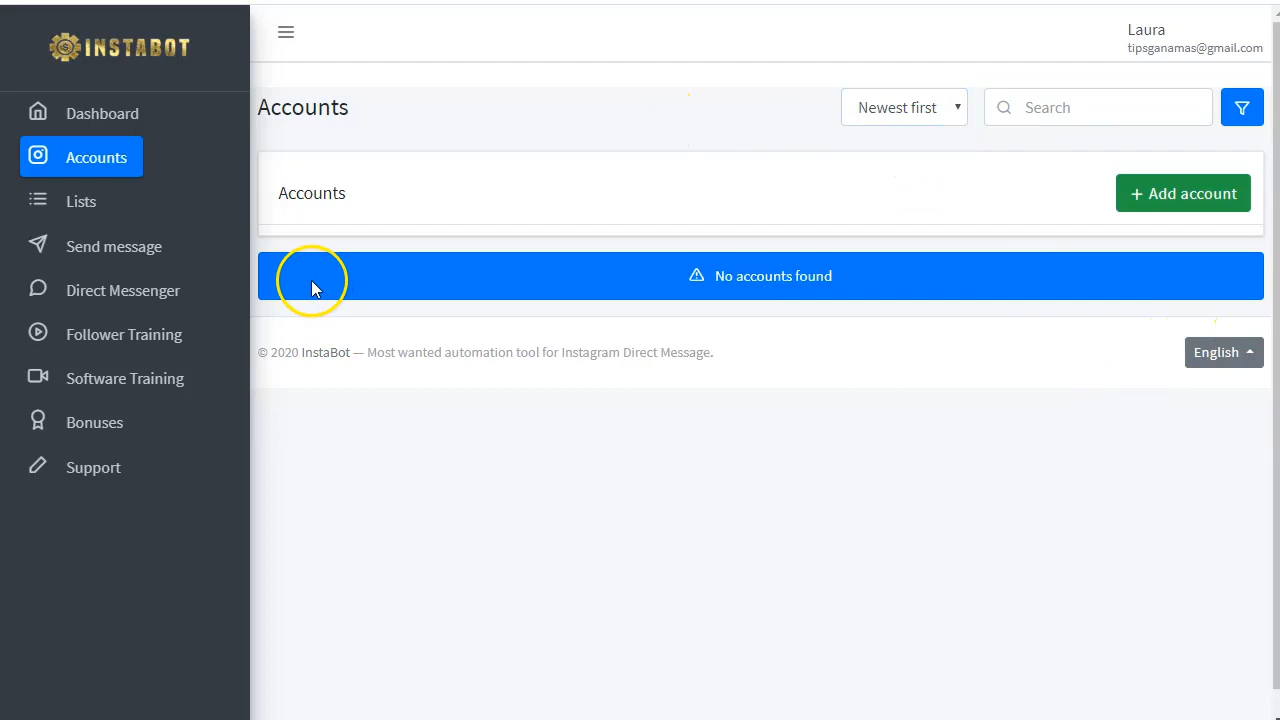 INSTABOT
Dashboard
Accounts
Lists
Send message
Direct Messenger
Follower Training
Software Training
Bonuses
Support
Laura
tipsganamas@gmail.com
Accounts
Newest first
Search
Accounts
+ Add account
No accounts found
© 2020 InstaBot — Most wanted automation tool for Instagram Direct Message.
English